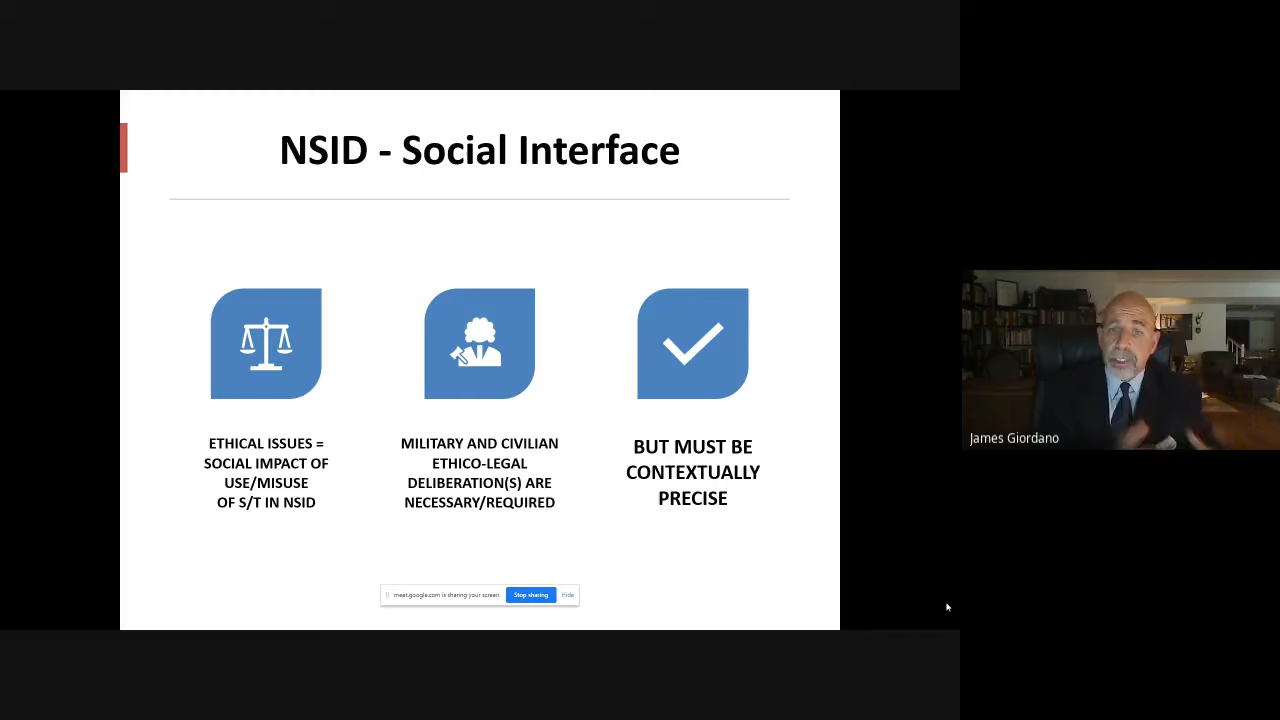 NSID - Social Interface
ETHICAL ISSUES =
SOCIAL IMPACT OF
USE/MISUSE
OF S/T IN NSID
MILITARY AND CIVILIAN
ETHICO-LEGAL
DELIBERATION(S) ARE
NECESSARY/REQUIRED
BUT MUST BE
CONTEXTUALLY
PRECISE
meet.google.com is sharing your screen.
Stop sharing
Hide
James Giordano